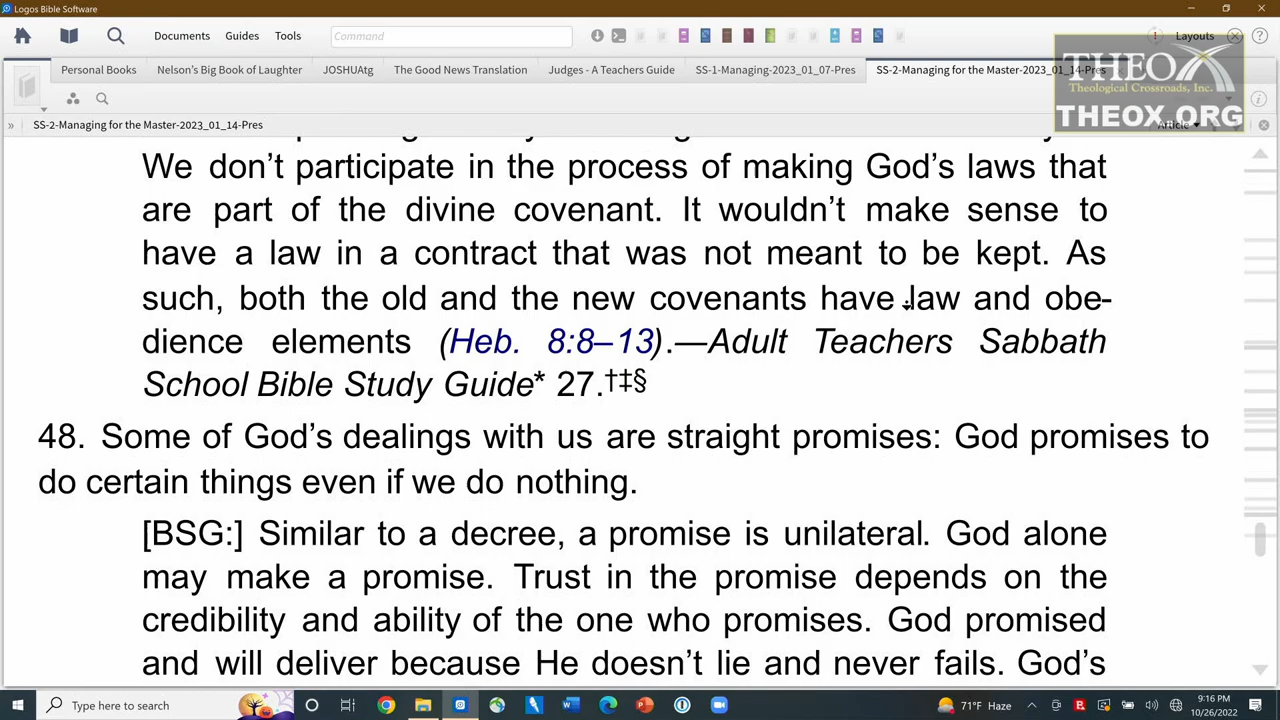 Logos Bible Software
Documents Guides Tools Command Layouts
Personal Books Nelson's Big Book of Laughter Good News Translation Judges - A Teachers Guide SS-1-Managing-2023_01_07-Pres SS-2-Managing for the Master-2023_01_14-Pres
THEOX
Theological Crossroads, Inc.
THEOX.ORG
SS-2-Managing for the Master-2023_01_14-Pres Article
We don't participate in the process of making God's laws that
are part of the divine covenant. It wouldn't make sense to
have a law in a contract that was not meant to be kept. As
such, both the old and the new covenants have law and obe-
dience elements (Heb. 8:8–13).—Adult Teachers Sabbath
School Bible Study Guide* 27.†‡§
48. Some of God's dealings with us are straight promises: God promises to
do certain things even if we do nothing.
[BSG:] Similar to a decree, a promise is unilateral. God alone
may make a promise. Trust in the promise depends on the
credibility and ability of the one who promises. God promised
and will deliver because He doesn't lie and never fails. God's
Type here to search
71°F Haze
9:16 PM
10/26/2022